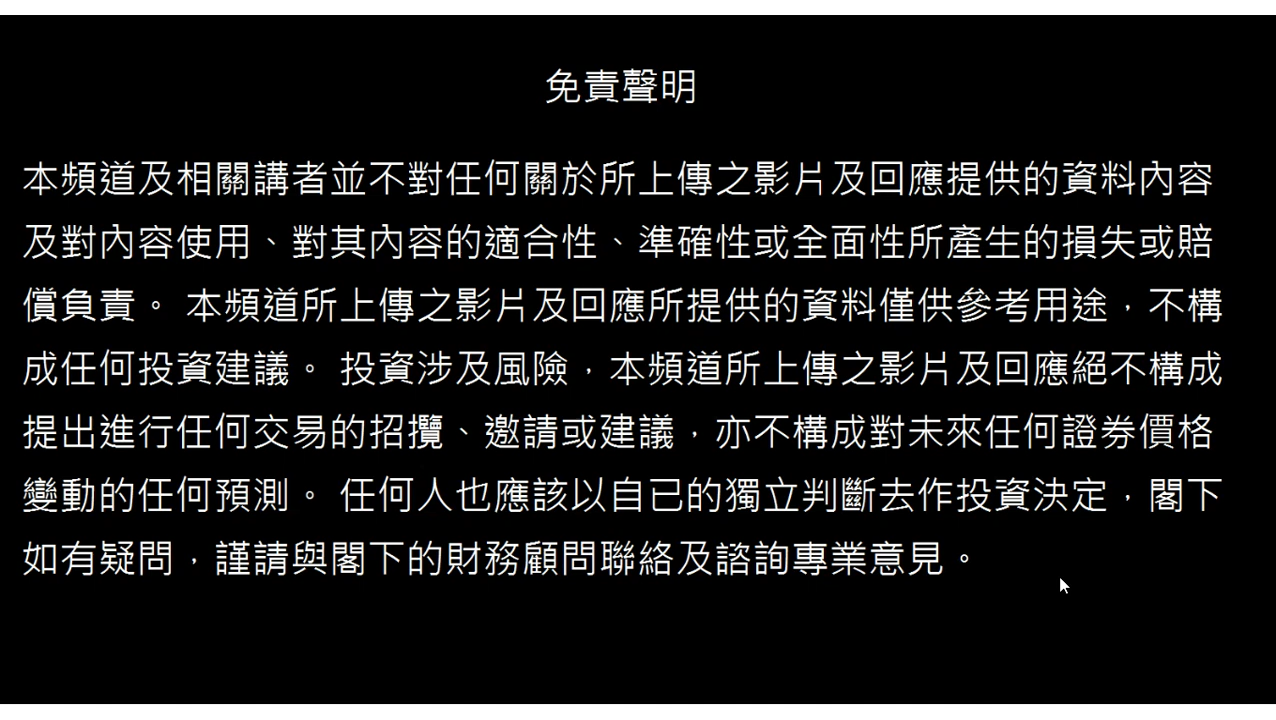 免責聲明
本頻道及相關講者並不對任何關於所上傳之影片及回應提供的資料內容
及對內容使用、對其內容的適合性、準確性或全面性所產生的損失或賠
償負責。 本頻道所上傳之影片及回應所提供的資料僅供參考用途，不構
成任何投資建議。 投資涉及風險，本頻道所上傳之影片及回應絕不構成
提出進行任何交易的招攬、邀請或建議，亦不構成對未來任何證券價格
變動的任何預測。 任何人也應該以自已的獨立判斷去作投資決定，閣下
如有疑問，謹請與閣下的財務顧問聯絡及諮詢專業意見。